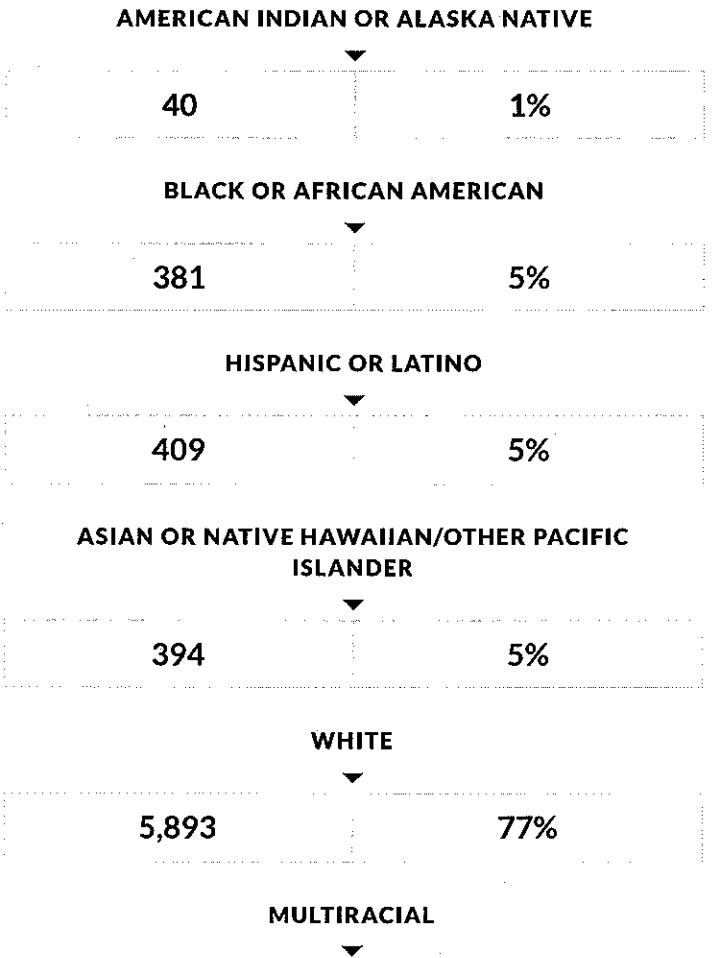 AMERICAN INDIAN OR ALASKA NATIVE
40 1%
BLACK OR AFRICAN AMERICAN
381 5%
HISPANIC OR LATINO
409 5%
ASIAN OR NATIVE HAWAIIAN/OTHER PACIFIC
ISLANDER
394 5%
WHITE
5,893 77%
MULTIRACIAL